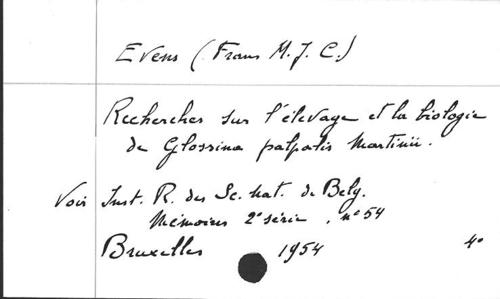 Evens (Frans M. J. C.)
Recherches sur l'élevage et la biologie
de Glossina palpalis Martinii.
Voir Inst. R. des Sc. nat. de Belg.
Mémoires 2e série, n° 54
Bruxelles 1954 4°